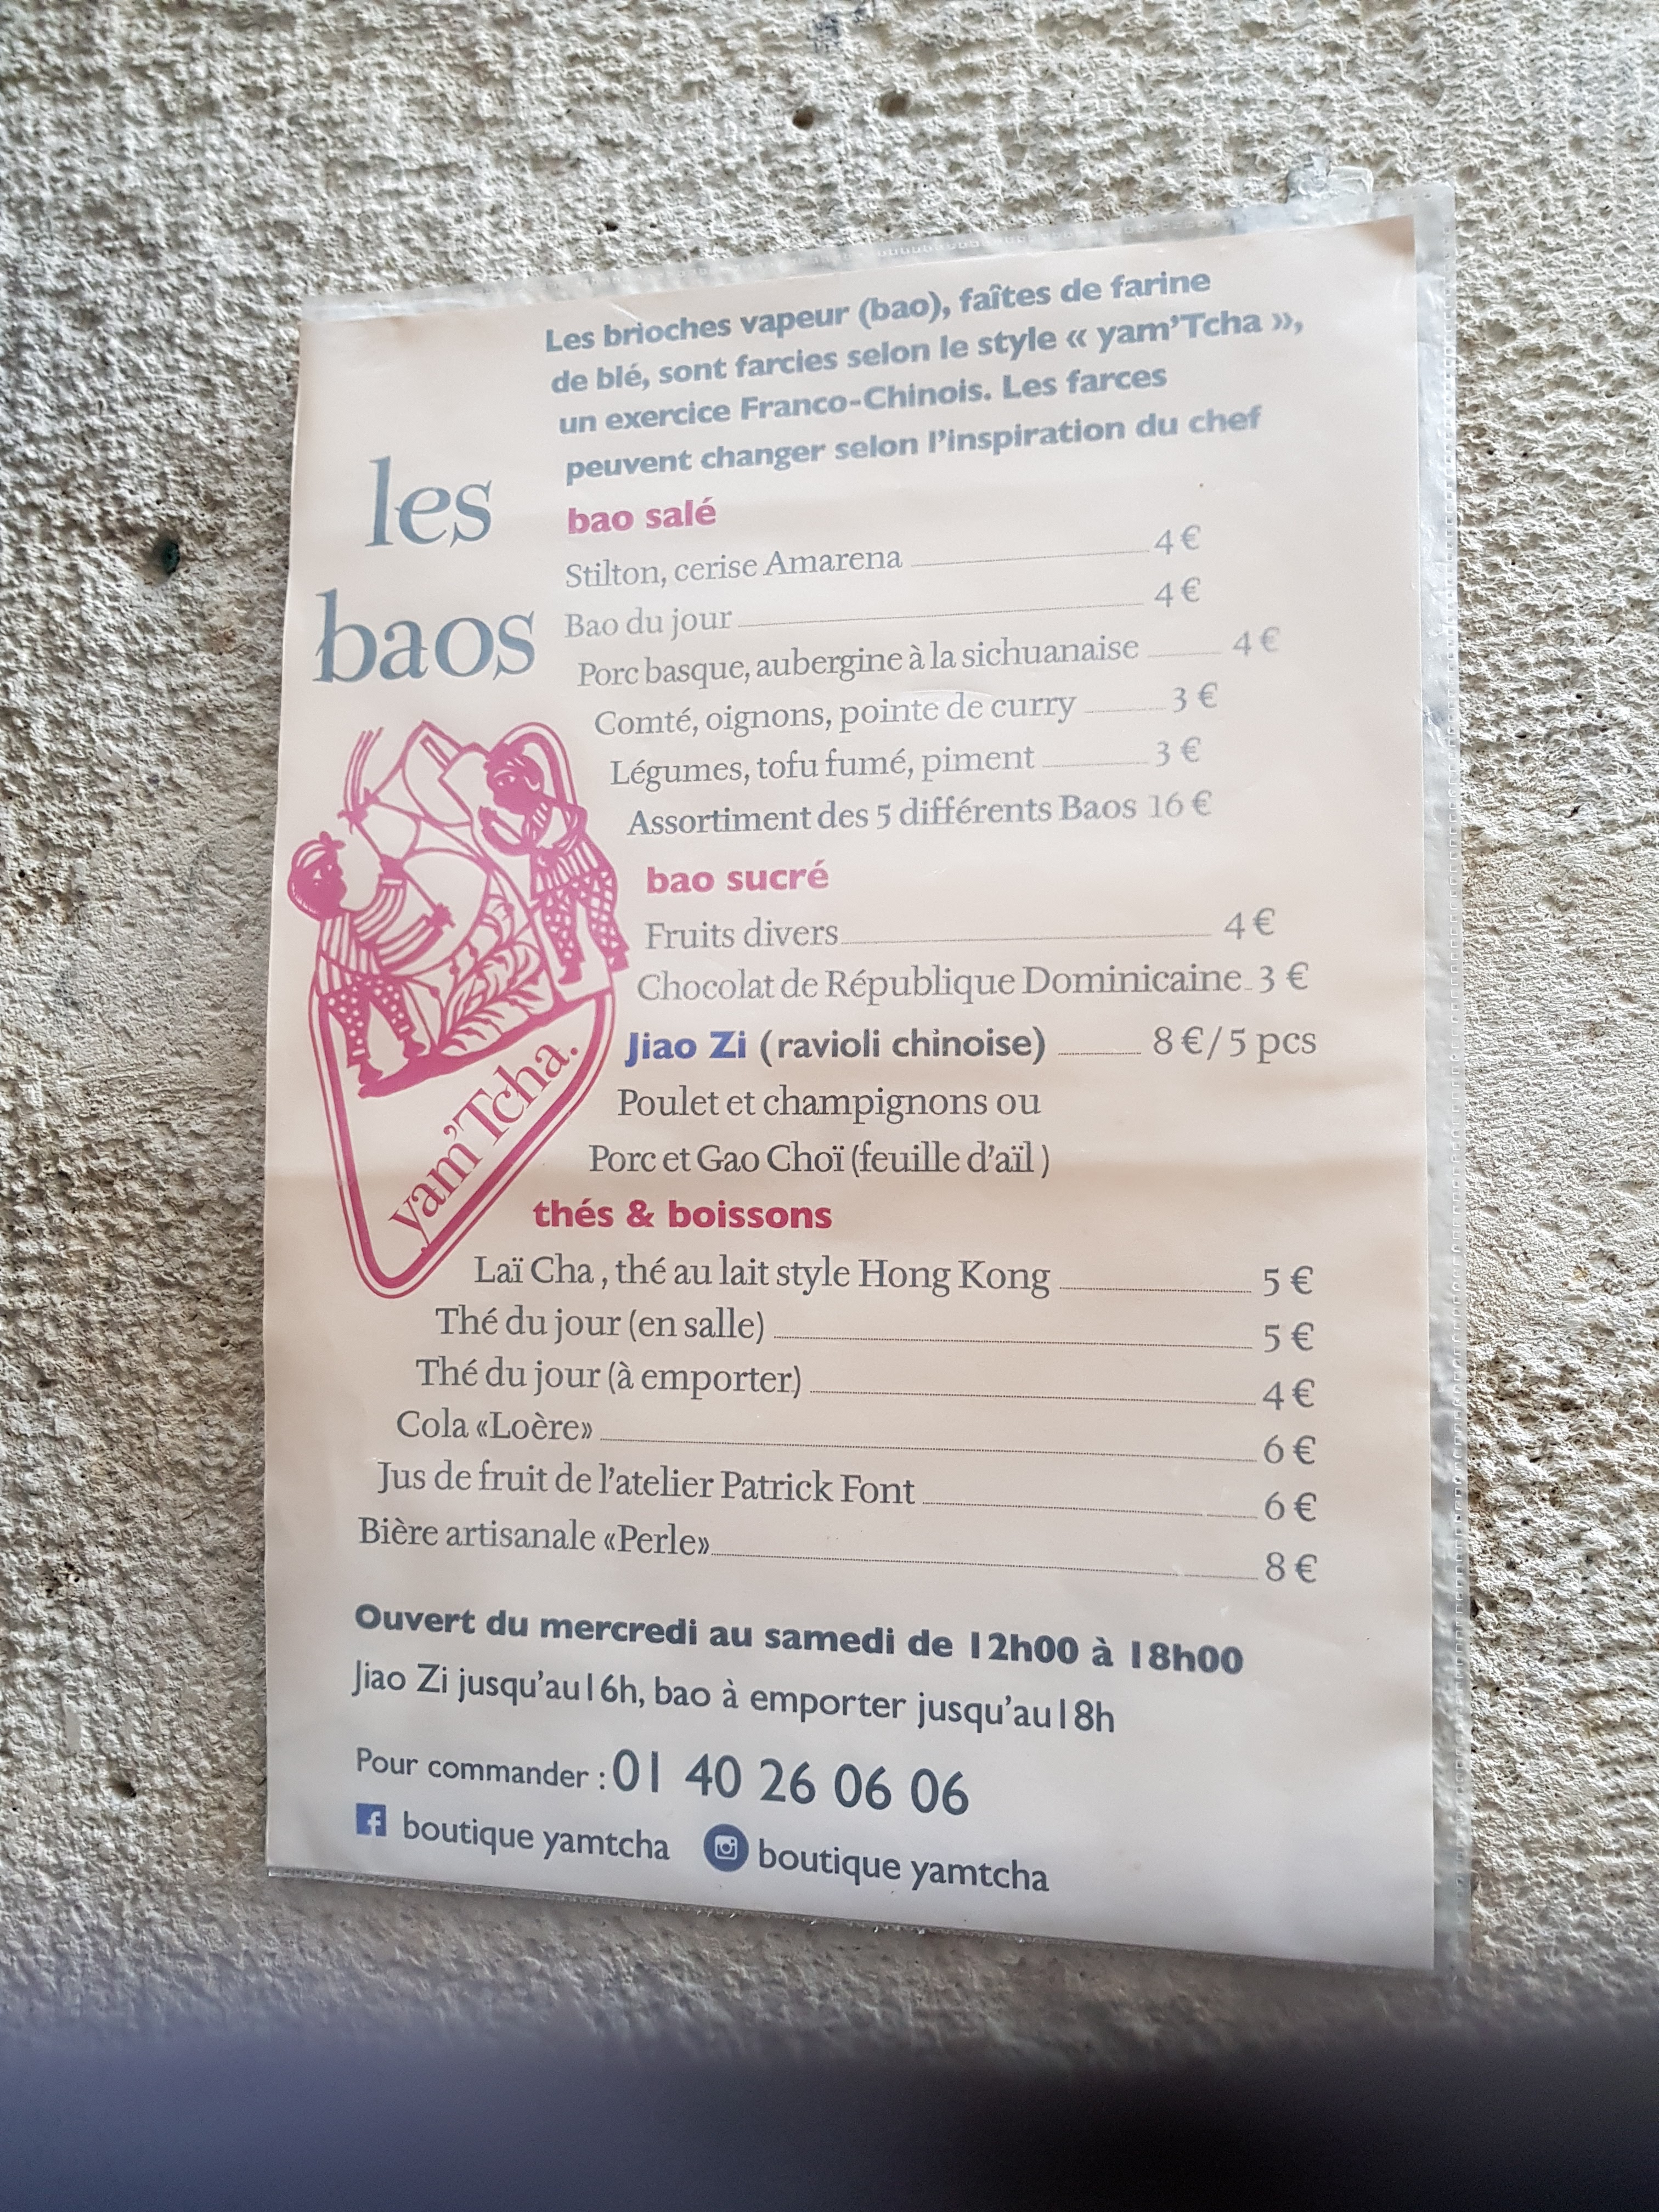 Les brioches vapeur (bao), faîtes de farine
de blé, sont farcies selon le style « yam'Tcha »,
un exercice Franco-Chinois. Les farces
peuvent changer selon l'inspiration du chef
les
baos
bao salé
Stilton, cerise Amarena 4 €
Bao du jour 4 €
Porc basque, aubergine à la sichuanaise 4 €
Comté, oignons, pointe de curry 3 €
Légumes, tofu fumé, piment 3 €
Assortiment des 5 différents Baos 16 €
bao sucré
Fruits divers 4 €
Chocolat de République Dominicaine 3 €
Jiao Zi (ravioli chinoise) 8 €/5 pcs
Poulet et champignons ou
Porc et Gao Choï (feuille d'aïl )
yam'Tcha.
thés & boissons
Laï Cha , thé au lait style Hong Kong 5 €
Thé du jour (en salle) 5 €
Thé du jour (à emporter) 4 €
Cola «Loère» 6 €
Jus de fruit de l'atelier Patrick Font 6 €
Bière artisanale «Perle» 8 €
Ouvert du mercredi au samedi de 12h00 à 18h00
Jiao Zi jusqu'au16h, bao à emporter jusqu'au18h
Pour commander : 01 40 26 06 06
f boutique yamtcha boutique yamtcha